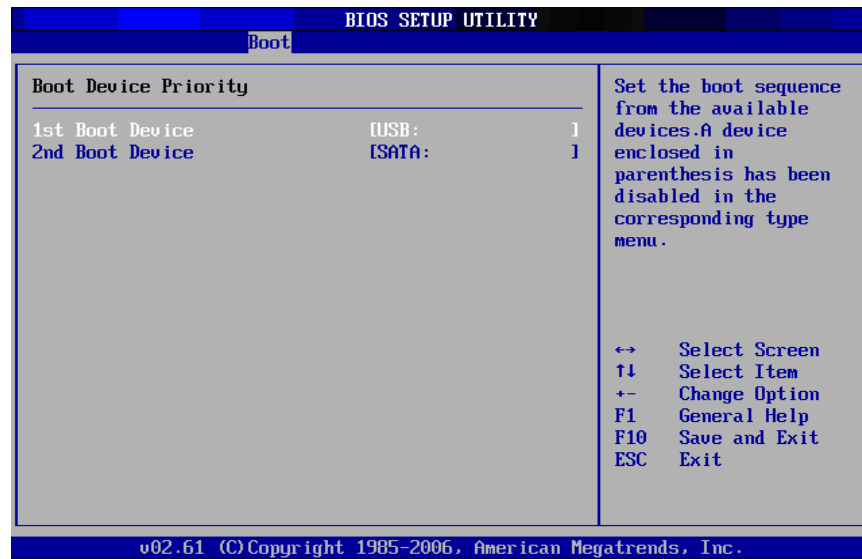 BIOS SETUP UTILITY
Boot
Boot Device Priority
1st Boot Device [USB: ]
2nd Boot Device [SATA: ]
Set the boot sequence
from the available
devices.A device
enclosed in
parenthesis has been
disabled in the
corresponding type
menu.
←→ Select Screen
↑↓ Select Item
+- Change Option
F1 General Help
F10 Save and Exit
ESC Exit
v02.61 (C)Copyright 1985-2006, American Megatrends, Inc.